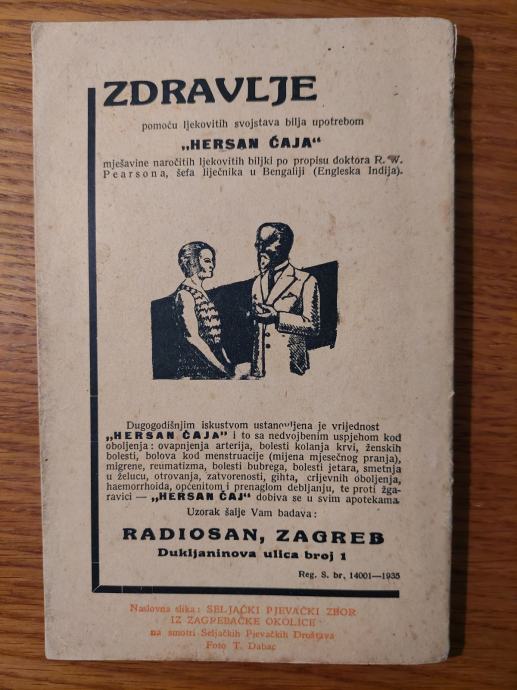 ZDRAVLJE
pomoću ljekovitih svojstava bilja upotrebom
„HERSAN ĆAJA“
mješavine naročitih ljekovitih biljki po propisu doktora R. W.
Pearsona, šefa liječnika u Bengaliji (Engleska Indija).
Dugogodišnjim iskustvom ustanovljena je vrijednost
„HERSAN ĆAJA“ i to sa nedvojbenim uspjehom kod
oboljenja: ovapnjenja arterija, bolesti kolanja krvi, ženskih
bolesti, bolova kod menstruacije (mijena mjesečnog pranja),
migrene, reumatizma, bolesti bubrega, bolesti jetara, smetnja
u želucu, otrovanja, zatvorenosti, gihta, crijevnih oboljenja,
haemorrhoida, općenitom i prenaglom debljanju, te proti žga-
ravici — „HERSAN ĆAJ“ dobiva se u svim apotekama.
Uzorak šalje Vam badava:
RADIOSAN, ZAGREB
Dukljaninova ulica broj 1
Reg. S. br. 14001—1935
Naslovna slika: SELJAČKI PJEVAČKI ZBOR
IZ ZAGREBAČKE OKOLICE
na smotri Seljačkih Pjevačkih Društava
Foto T. Dabac